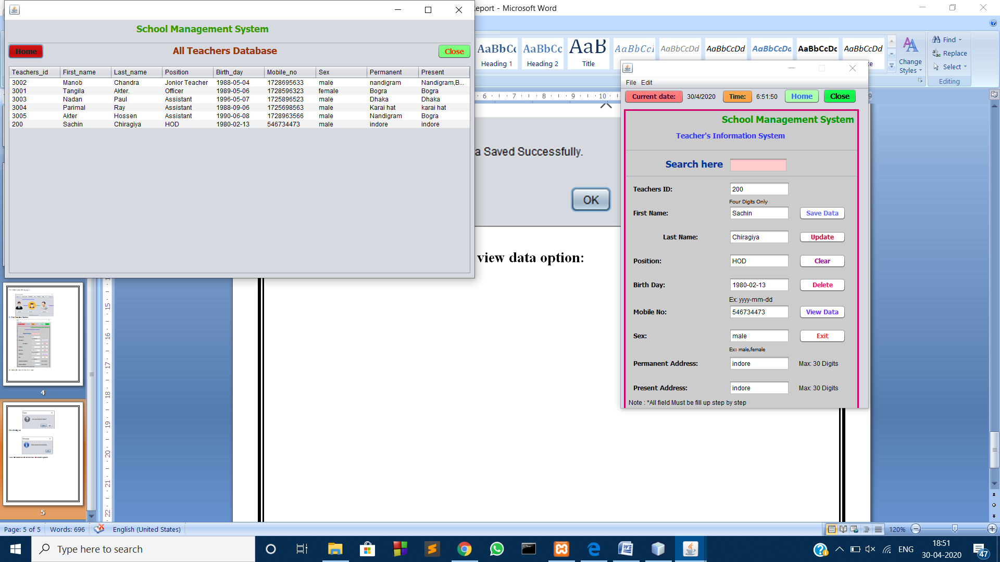 School Management System
Home
All Teachers Database
Close
Teachers_id First_name Last_name Position Birth_day Mobile_no Sex Permanent Present
3002 Manob Chandra Jonior Teacher 1988-05-04 1728695633 male nandigram Nandigram,B...
3001 Tangila Akter. Officer 1989-05-06 1728596323 female Bogra Bogra
3003 Nadan Paul Assistant 1996-05-07 1725896523 male Dhaka Dhaka
3004 Parimal Ray Assistant 1988-09-06 1725698563 male Karai hat karai hat
3005 Akter Hossen Assistant 1990-06-08 1728963566 male Nandigram Bogra
200 Sachin Chiragiya HOD 1980-02-13 546734473 male indore indore
eport - Microsoft Word
AaBbCc AaBbCc AaB AaBbCcI AaBbCcDd AaBbCcDd AaBbCcDd AaBbCcDc AaBbCcDd
Heading 1 Heading 2 Title
Change Styles
Find
Replace
Select
Editing
6 7 8 9 10
a Saved Successfully.
OK
view data option:
File Edit
Current date: 30/4/2020 Time: 6:51:50 Home Close
School Management System
Teacher's Information System
Search here
Teachers ID: 200
Four Digits Only
First Name: Sachin Save Data
Last Name: Chiragiya Update
Position: HOD Clear
Birth Day: 1980-02-13 Delete
Ex: yyyy-mm-dd
Mobile No: 546734473 View Data
Sex: male Exit
Ex: male,female
Permanent Address: indore Max: 30 Digits
Present Address: indore Max: 30 Digits
Note : *All field Must be fill up step by step
4
5
15
16
17
18
19
20
21
22
Page: 5 of 5 Words: 696 English (United States) 120%
Type here to search
ENG
18:51
30-04-2020
47